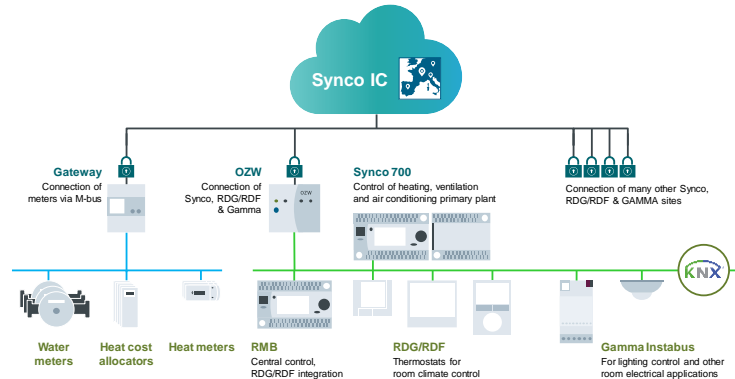 Synco IC
Gateway
Connection of
meters via M-bus
OZW
Connection of
Synco, RDG/RDF
& Gamma
OZW
Synco 700
Control of heating, ventilation
and air conditioning primary plant
Connection of many other Synco,
RDG/RDF & GAMMA sites
KNX
Water
meters
Heat cost
allocators
Heat meters
RMB
Central control,
RDG/RDF integration
RDG/RDF
Thermostats for
room climate control
Gamma Instabus
For lighting control and other
room electrical applications